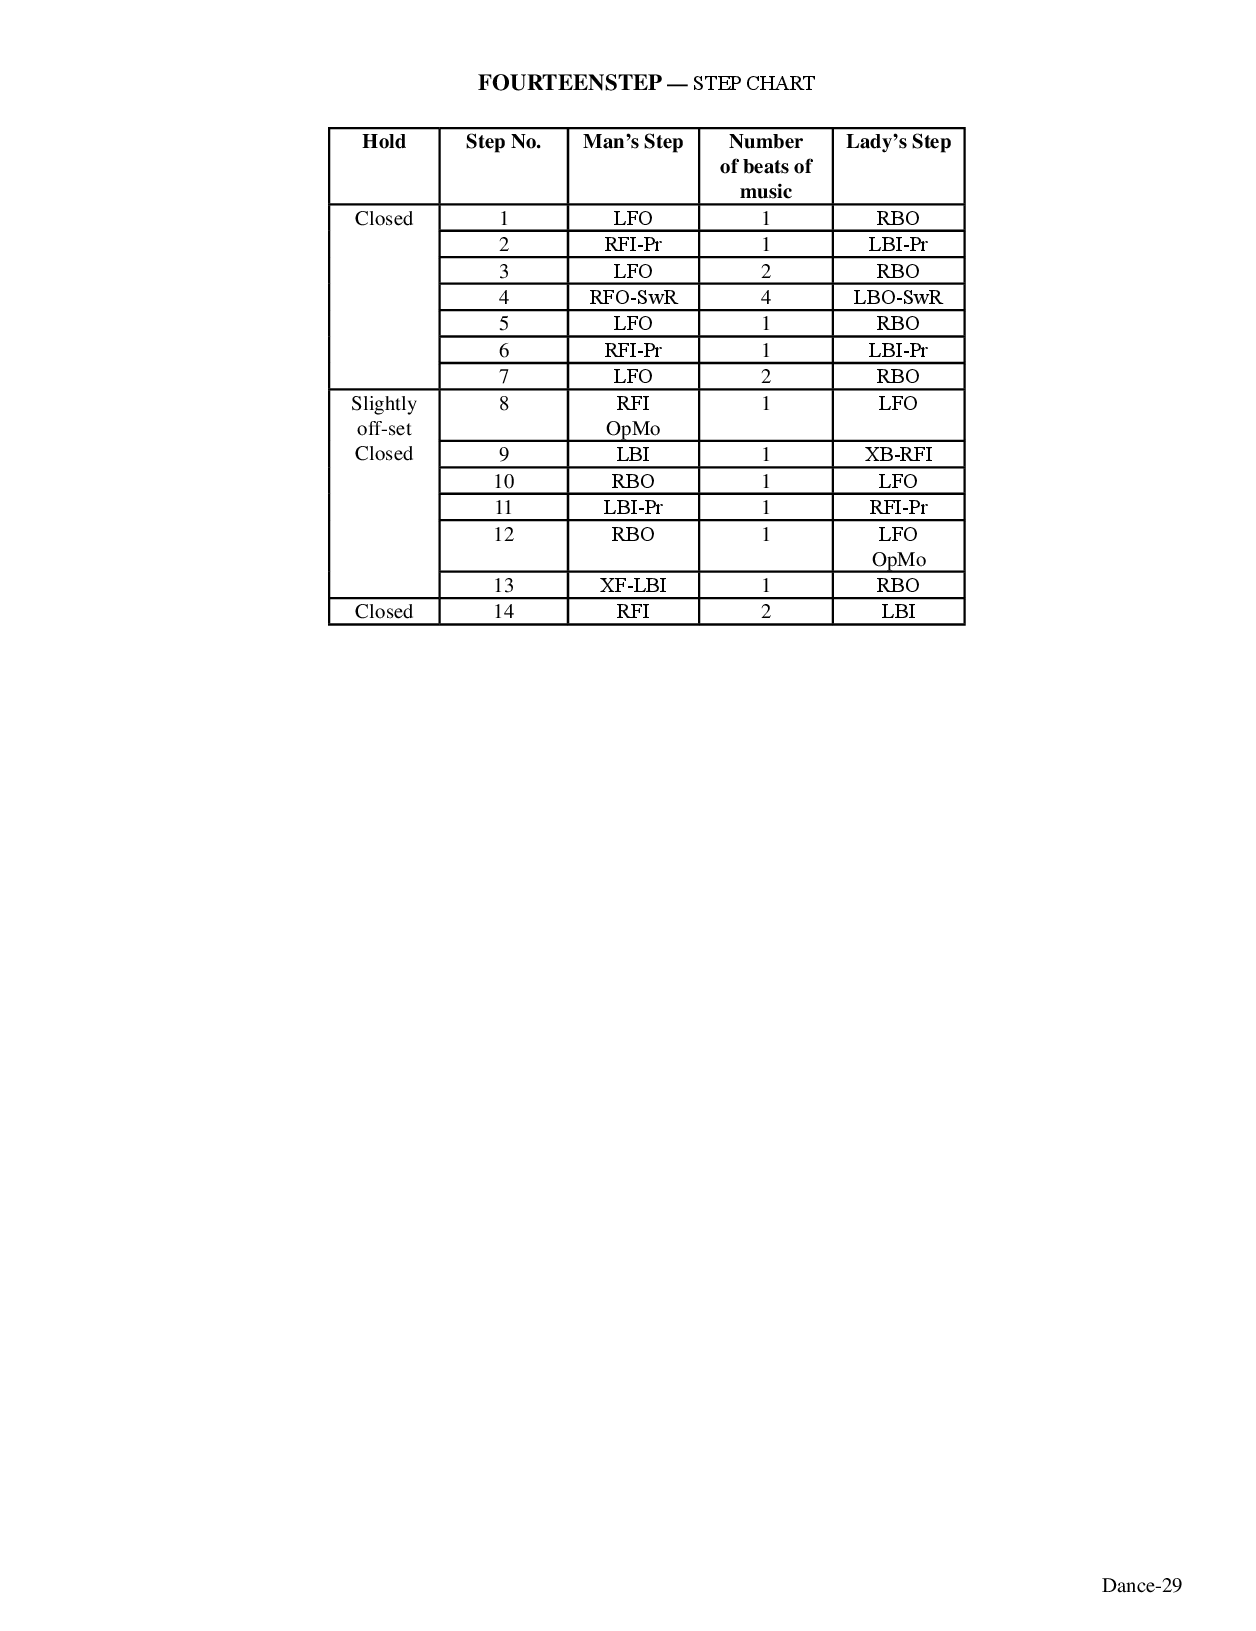 FOURTEENSTEP — STEP CHART
Hold Step No. Man's Step Number of beats of music Lady's Step
Closed 1 LFO 1 RBO
2 RFI-Pr 1 LBI-Pr
3 LFO 2 RBO
4 RFO-SwR 4 LBO-SwR
5 LFO 1 RBO
6 RFI-Pr 1 LBI-Pr
7 LFO 2 RBO
Slightly off-set Closed 8 RFI OpMo 1 LFO
9 LBI 1 XB-RFI
10 RBO 1 LFO
11 LBI-Pr 1 RFI-Pr
12 RBO 1 LFO OpMo
13 XF-LBI 1 RBO
Closed 14 RFI 2 LBI
Dance-29